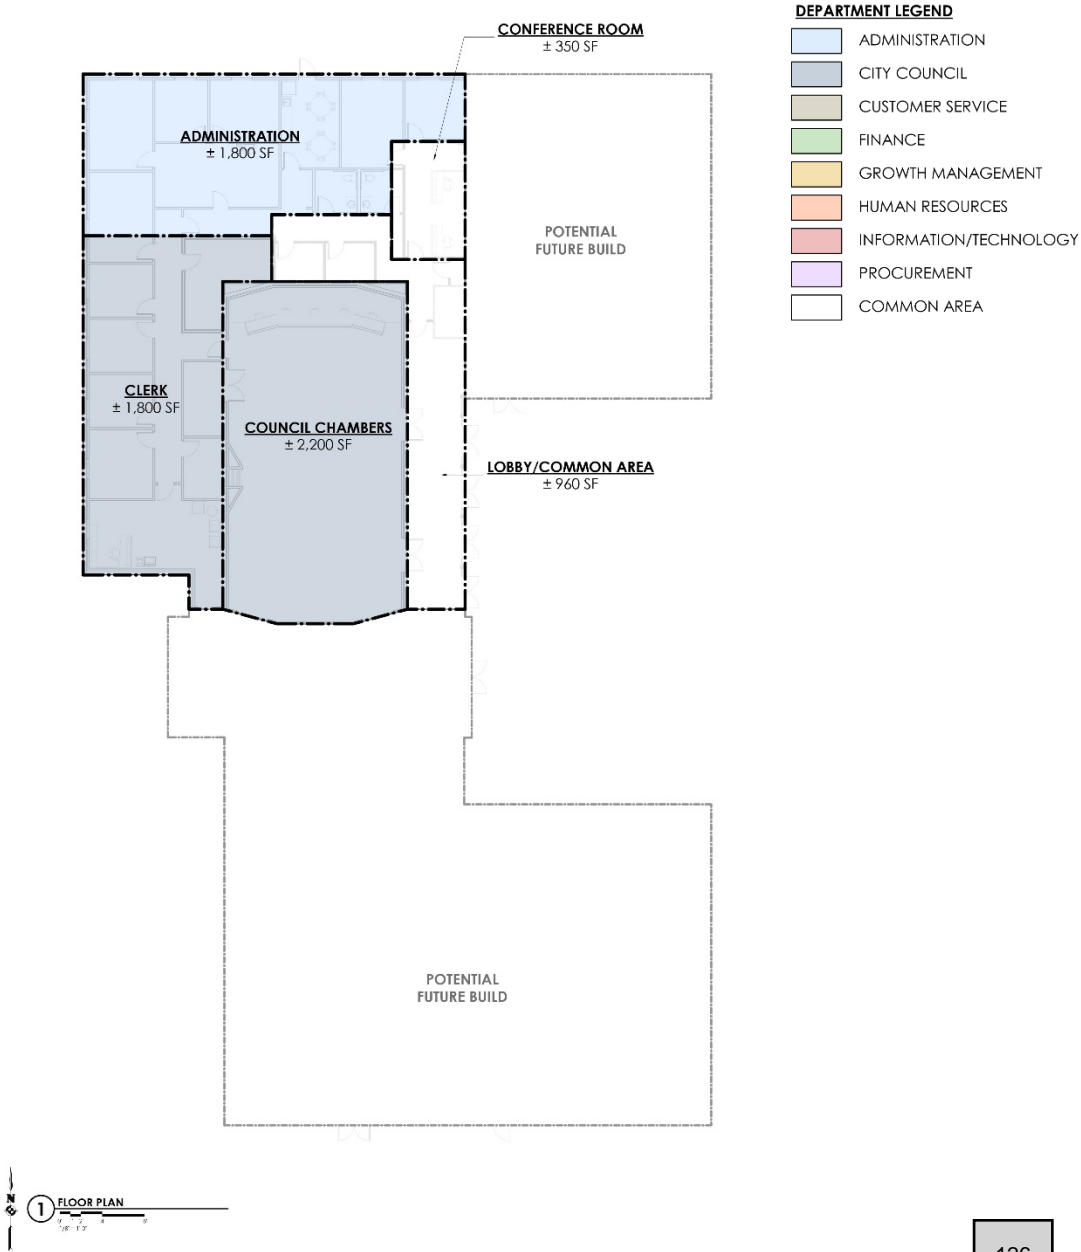 CONFERENCE ROOM
± 350 SF
DEPARTMENT LEGEND
ADMINISTRATION
CITY COUNCIL
CUSTOMER SERVICE
FINANCE
GROWTH MANAGEMENT
HUMAN RESOURCES
INFORMATION/TECHNOLOGY
PROCUREMENT
COMMON AREA
ADMINISTRATION
± 1,800 SF
POTENTIAL
FUTURE BUILD
CLERK
± 1,800 SF
COUNCIL CHAMBERS
± 2,200 SF
LOBBY/COMMON AREA
± 960 SF
POTENTIAL
FUTURE BUILD
N
1
FLOOR PLAN